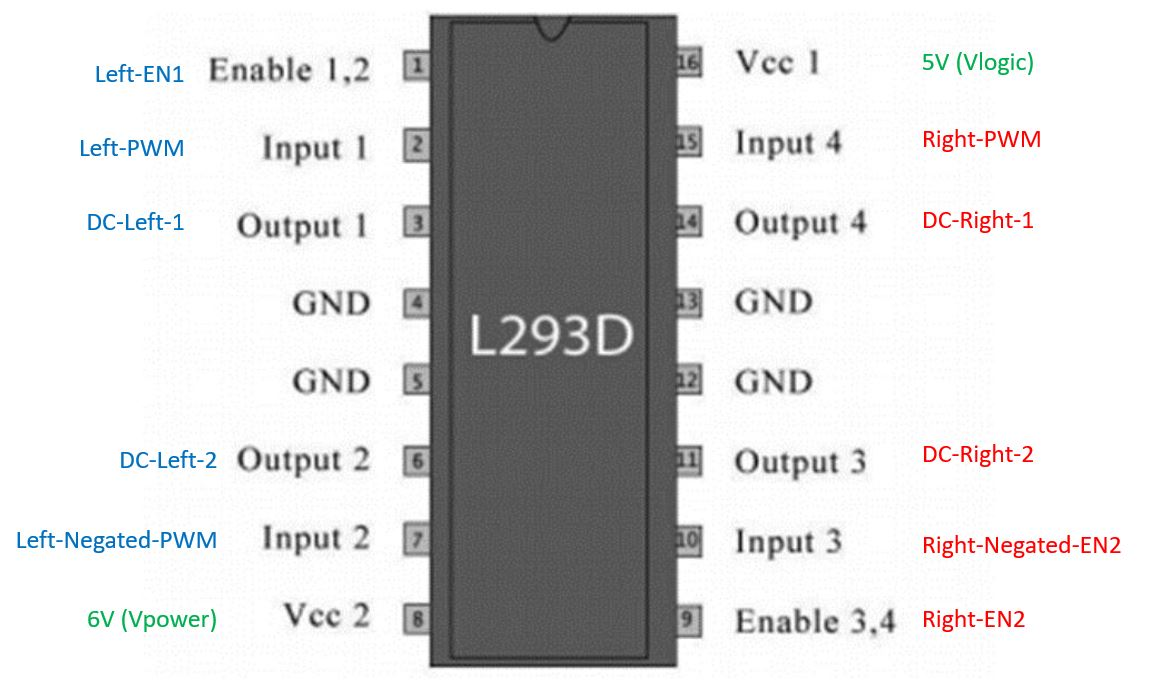 Left-EN1 Enable 1,2 1 16 Vcc 1 5V (Vlogic)
Left-PWM Input 1 2 15 Input 4 Right-PWM
DC-Left-1 Output 1 3 14 Output 4 DC-Right-1
GND 4 13 GND
L293D
GND 5 12 GND
DC-Left-2 Output 2 6 11 Output 3 DC-Right-2
Left-Negated-PWM Input 2 7 10 Input 3 Right-Negated-EN2
6V (Vpower) Vcc 2 8 9 Enable 3,4 Right-EN2